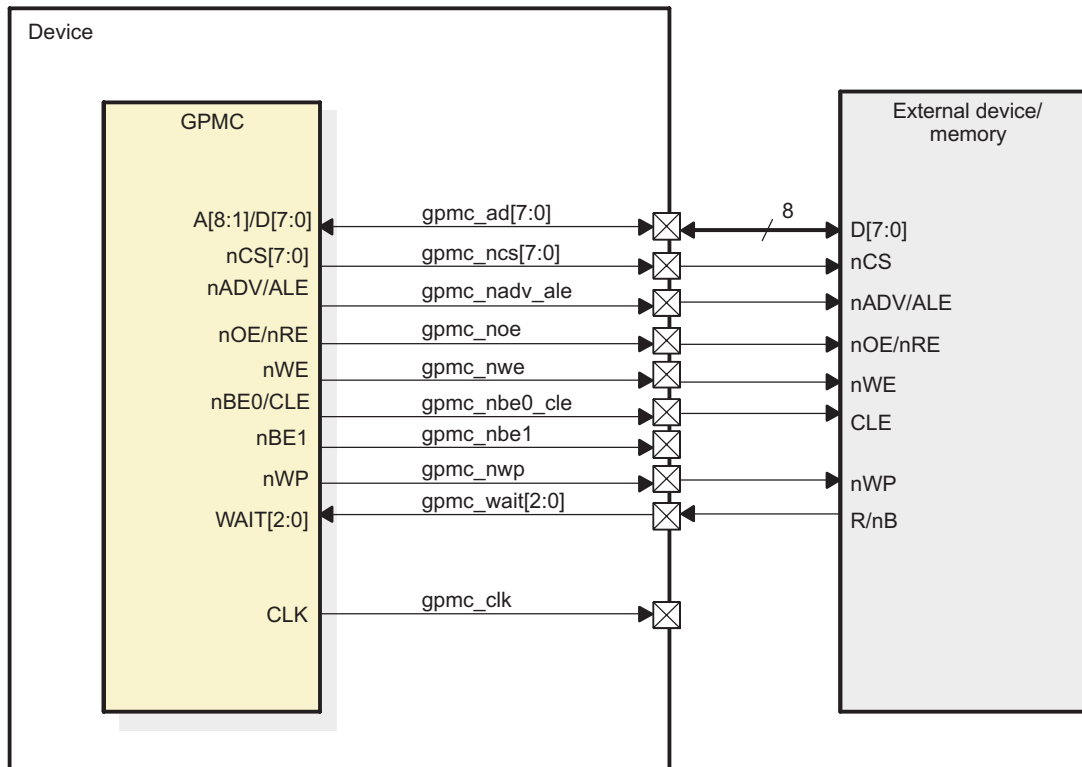 Device
GPMC
External device/
memory
A[8:1]/D[7:0]
gpmc_ad[7:0]
8
D[7:0]
nCS[7:0]
gpmc_ncs[7:0]
nCS
nADV/ALE
gpmc_nadv_ale
nADV/ALE
nOE/nRE
gpmc_noe
nOE/nRE
nWE
gpmc_nwe
nWE
nBE0/CLE
gpmc_nbe0_cle
CLE
nBE1
gpmc_nbe1
nWP
gpmc_nwp
nWP
WAIT[2:0]
gpmc_wait[2:0]
R/nB
CLK
gpmc_clk